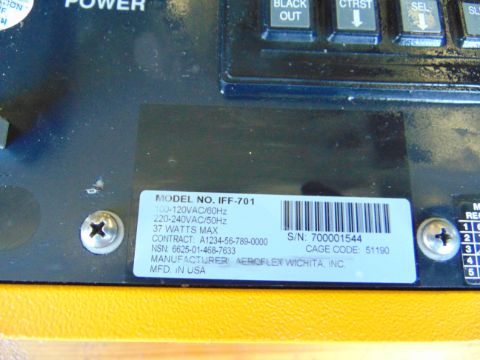 POWER
BLACK
OUT
CTRST
SEL
MODEL NO. IFF-701
100-120VAC/60Hz
220-240VAC/50Hz
37 WATTS MAX
CONTRACT A1234-56-789-0000
NSN: 6625-01-468-7633
MANUFACTURER: AEROFLEX WICHITA, INC.
MFD. IN USA
S/N: 700001544
CAGE CODE: 51190
1
2
3
4
5